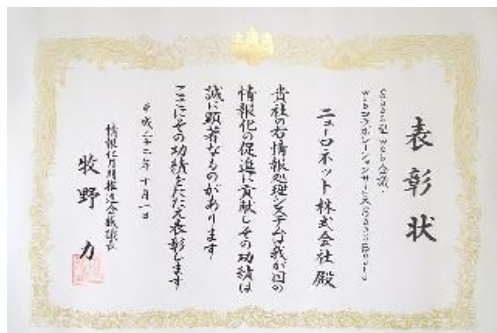 表彰状
SaaS型 web会議・
webコラボレーションサービス SaaSBoard
ニューロネット株式会社 殿
貴社の右情報処理システムは我が国の
情報化の促進に貢献しその功績は
誠に顕著なものがあります
ここにその功績をたたえ表彰します
平成二十二年十月一日
情報化月間推進会議議長
牧野 力